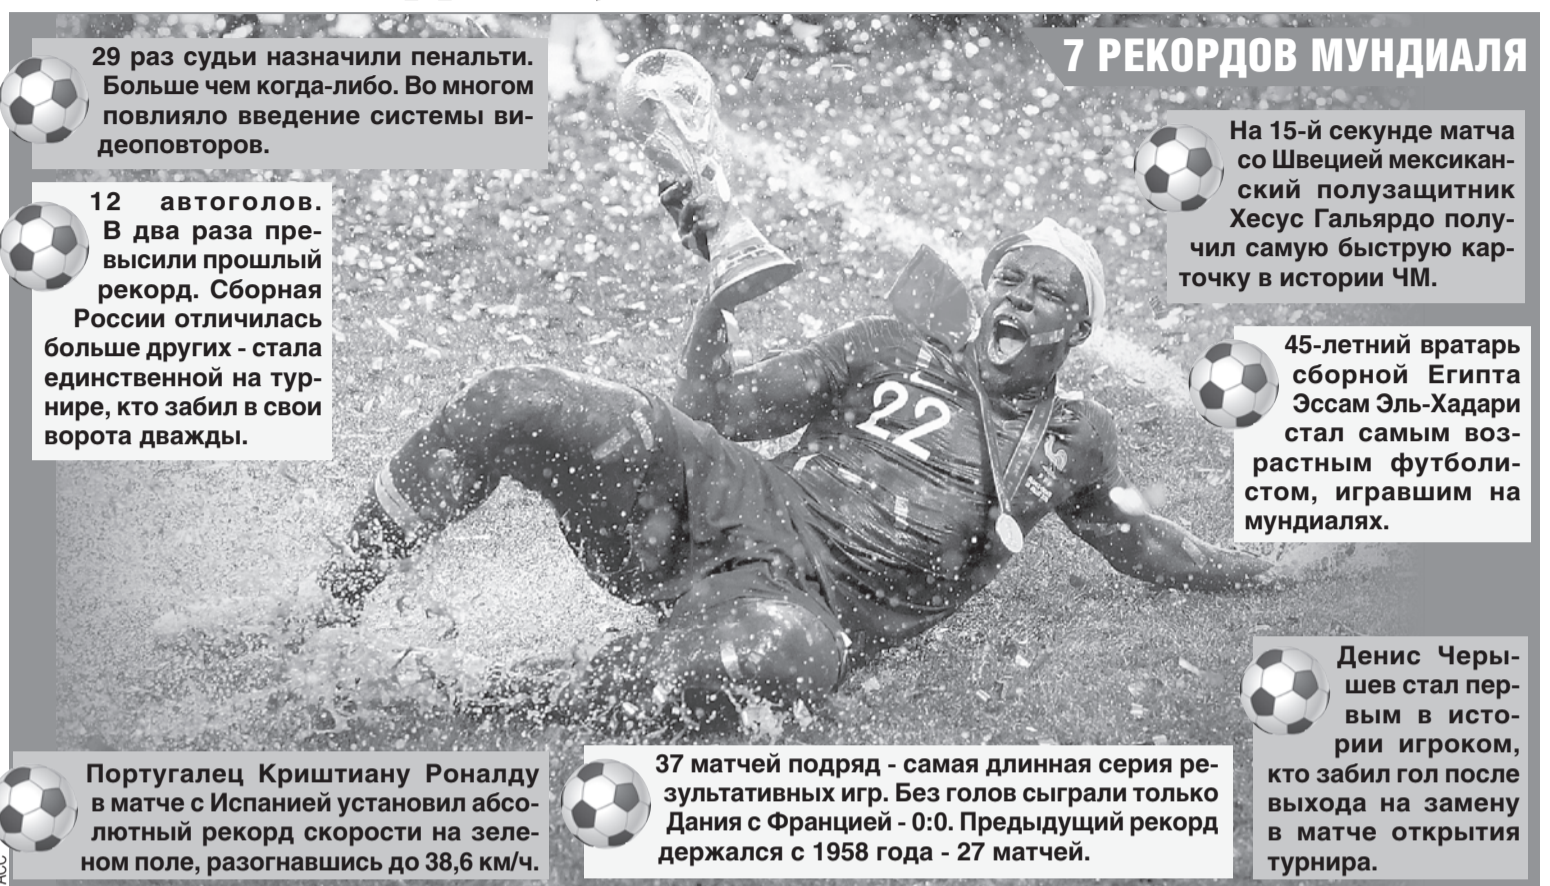 7 РЕКОРДОВ МУНДИАЛЯ
29 раз судьи назначили пенальти.
Больше чем когда-либо. Во многом
повлияло введение системы ви-
деоповторов.
12 автоголов.
В два раза пре-
высили прошлый
рекорд. Сборная
России отличилась
больше других - стала
единственной на тур-
нире, кто забил в свои
ворота дважды.
Португалец Криштиану Роналду
в матче с Испанией установил абсо-
лютный рекорд скорости на зеле-
ном поле, разогнавшись до 38,6 км/ч.
37 матчей подряд - самая длинная серия ре-
зультативных игр. Без голов сыграли только
Дания с Францией - 0:0. Предыдущий рекорд
держался с 1958 года - 27 матчей.
На 15-й секунде матча
со Швецией мексикан-
ский полузащитник
Хесус Гальярдо полу-
чил самую быструю кар-
точку в истории ЧМ.
45-летний вратарь
сборной Египта
Эссам Эль-Хадари
стал самым воз-
растным футболи-
стом, игравшим на
мундиалях.
Денис Черы-
шев стал пер-
вым в исто-
рии игроком,
кто забил гол после
выхода на замену
в матче открытия
турнира.
22